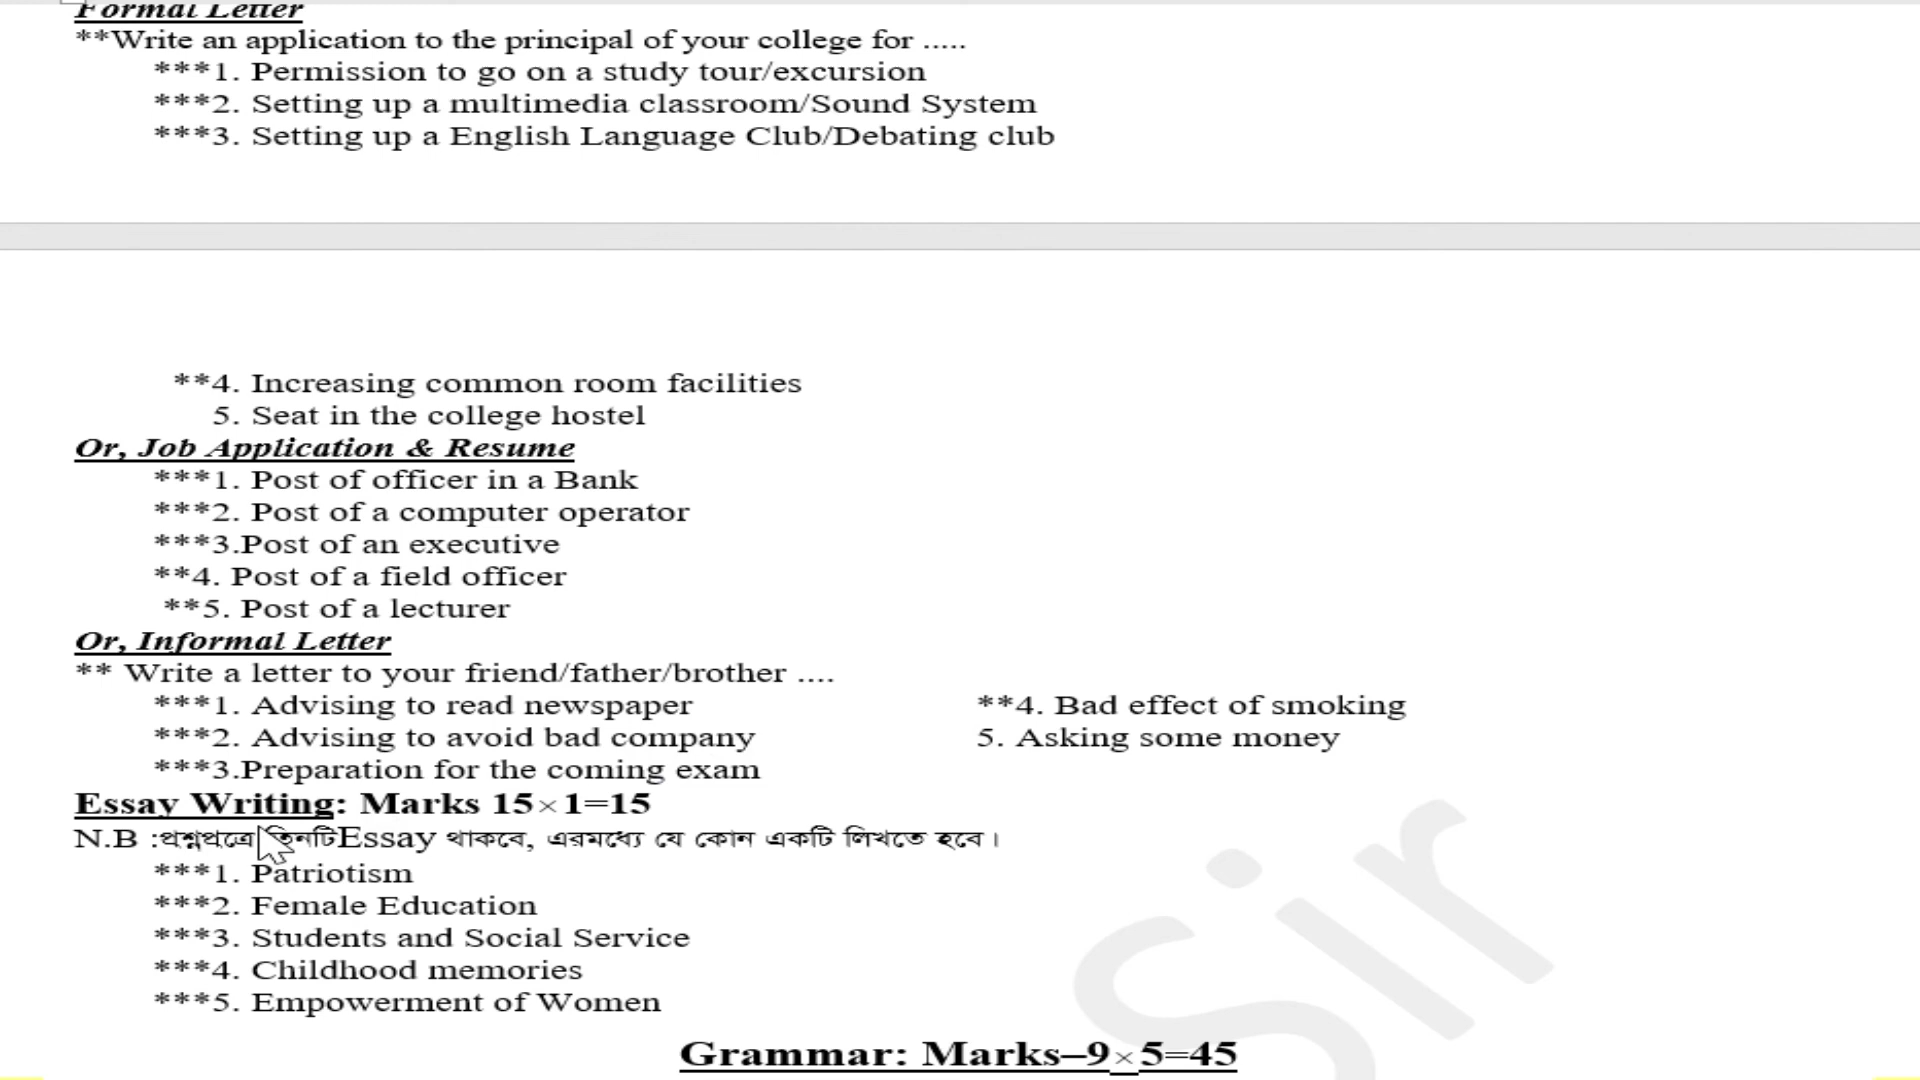 Formal Letter
**Write an application to the principal of your college for .....
***1. Permission to go on a study tour/excursion
***2. Setting up a multimedia classroom/Sound System
***3. Setting up a English Language Club/Debating club
**4. Increasing common room facilities
5. Seat in the college hostel
Or, Job Application & Resume
***1. Post of officer in a Bank
***2. Post of a computer operator
***3.Post of an executive
**4. Post of a field officer
**5. Post of a lecturer
Or, Informal Letter
** Write a letter to your friend/father/brother ....
***1. Advising to read newspaper **4. Bad effect of smoking
***2. Advising to avoid bad company 5. Asking some money
***3.Preparation for the coming exam
Essay Writing: Marks 15×1=15
N.B :প্রশ্নপত্রে তিনটিEssay থাকবে, এরমধ্যে যে কোন একটি লিখতে হবে।
***1. Patriotism
***2. Female Education
***3. Students and Social Service
***4. Childhood memories
***5. Empowerment of Women
Grammar: Marks–9×5=45
Sir